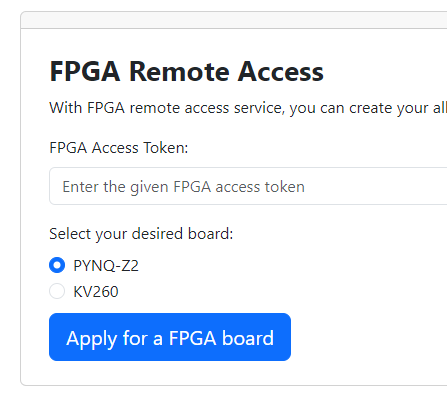 FPGA Remote Access
With FPGA remote access service, you can create your all
FPGA Access Token:
Enter the given FPGA access token
Select your desired board:
PYNQ-Z2
KV260
Apply for a FPGA board